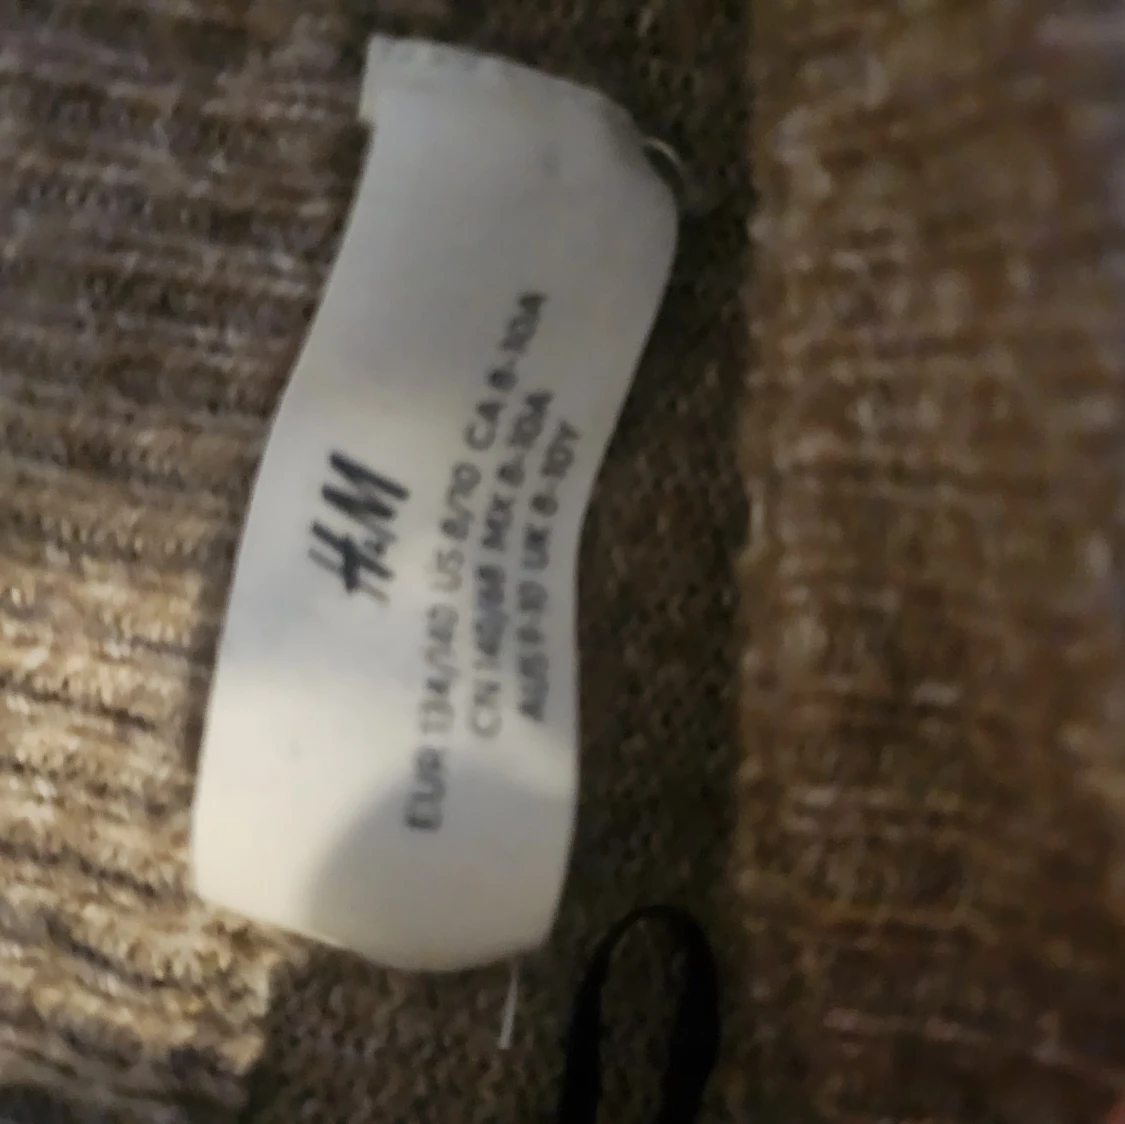 H&M
EUR 134/140 US 8/10 CA 8-10A
CN 140/68 MX 8-10A
AUS 9-10 UK 8-10Y